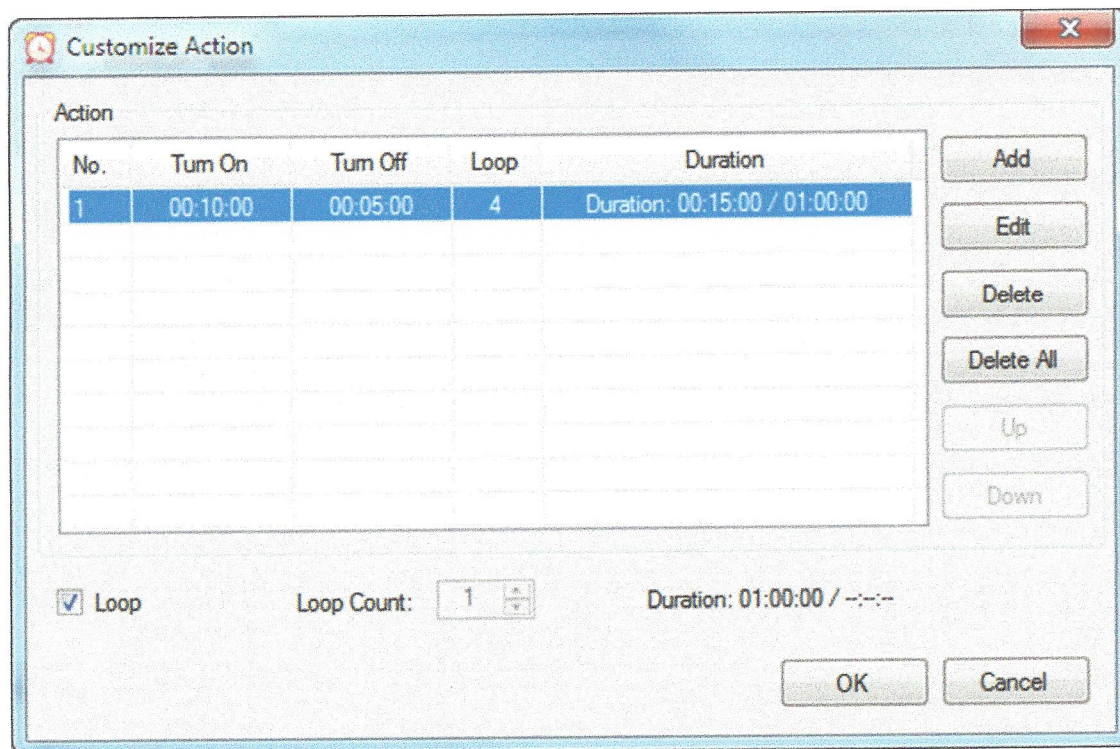 Customize Action
Action
No. Turn On Turn Off Loop Duration
1 00:10:00 00:05:00 4 Duration: 00:15:00 / 01:00:00
Add
Edit
Delete
Delete All
Up
Down
Loop Loop Count: 1 Duration: 01:00:00 / --:--:--
OK Cancel